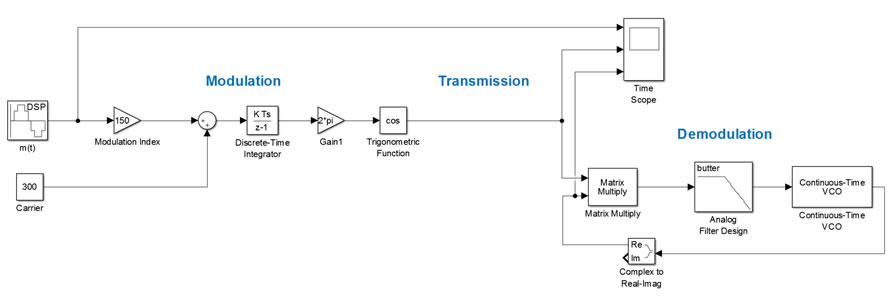 Modulation
Transmission
Time
Scope
DSP
m(t)
150
Modulation Index
+
+
K Ts
z-1
Discrete-Time
Integrator
2*pi
Gain1
cos
Trigonometric
Function
Demodulation
300
Carrier
Matrix
Multiply
Matrix Multiply
butter
Analog
Filter Design
Continuous-Time
VCO
Continuous-Time
VCO
Re
Im
Complex to
Real-Imag